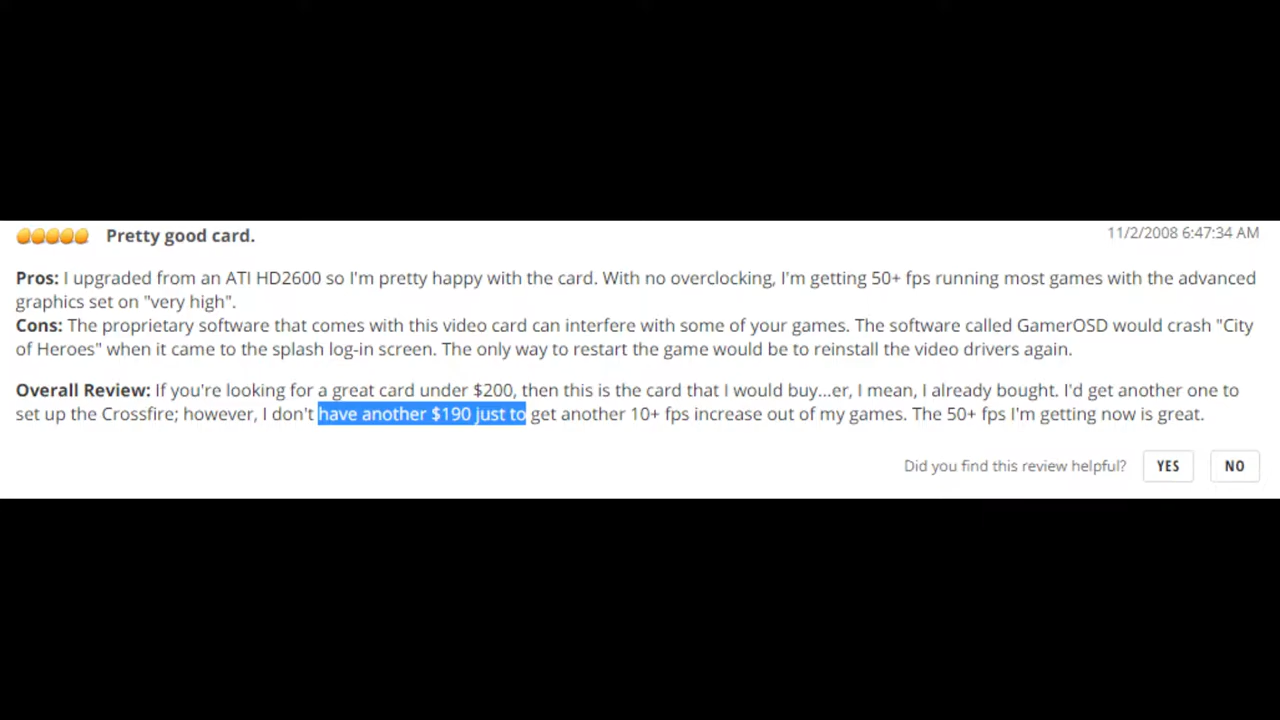 Pretty good card.
11/2/2008 6:47:34 AM
Pros: I upgraded from an ATI HD2600 so I'm pretty happy with the card. With no overclocking, I'm getting 50+ fps running most games with the advanced
graphics set on "very high".
Cons: The proprietary software that comes with this video card can interfere with some of your games. The software called GamerOSD would crash "City
of Heroes" when it came to the splash log-in screen. The only way to restart the game would be to reinstall the video drivers again.
Overall Review: If you're looking for a great card under $200, then this is the card that I would buy...er, I mean, I already bought. I'd get another one to
set up the Crossfire; however, I don't have another $190 just to get another 10+ fps increase out of my games. The 50+ fps I'm getting now is great.
Did you find this review helpful?
YES
NO